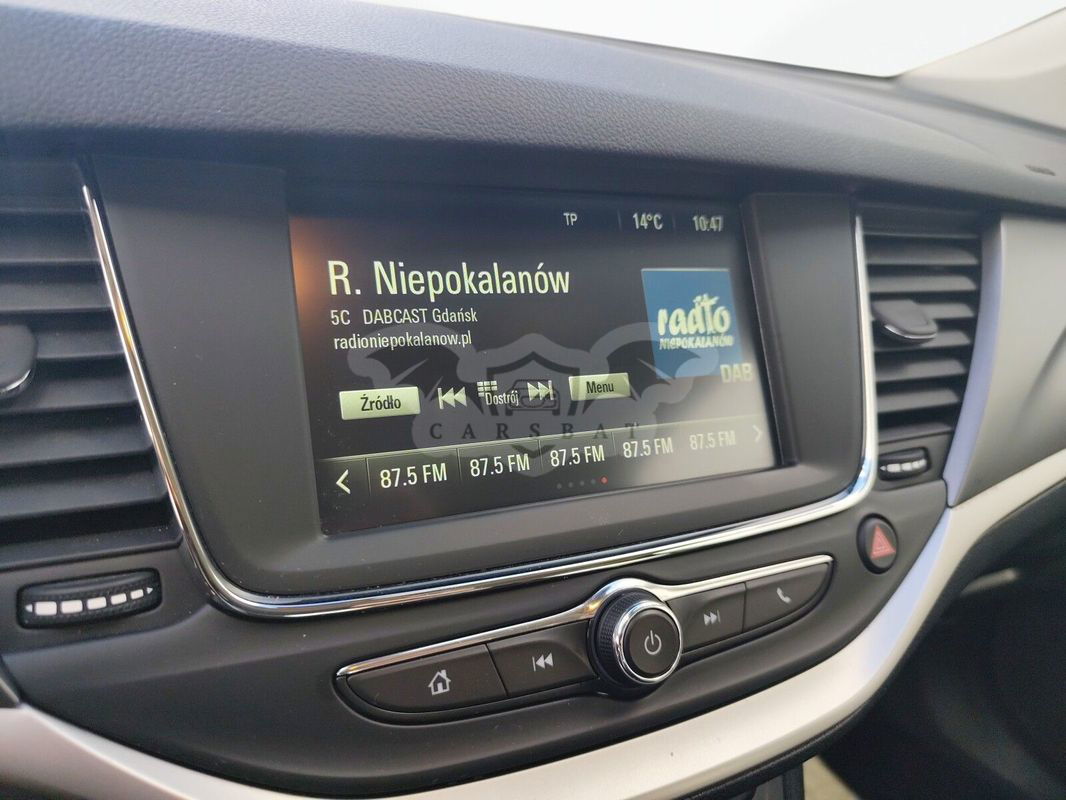 TP 14°C 10:47
R. Niepokalanów
5C DABCAST Gdańsk
radioniepokalanow.pl
radio
NIEPOKALANÓW
DAB
Źródło Dostrój Menu
CARSBAT
87.5 FM 87.5 FM 87.5 FM 87.5 FM 87.5 FM